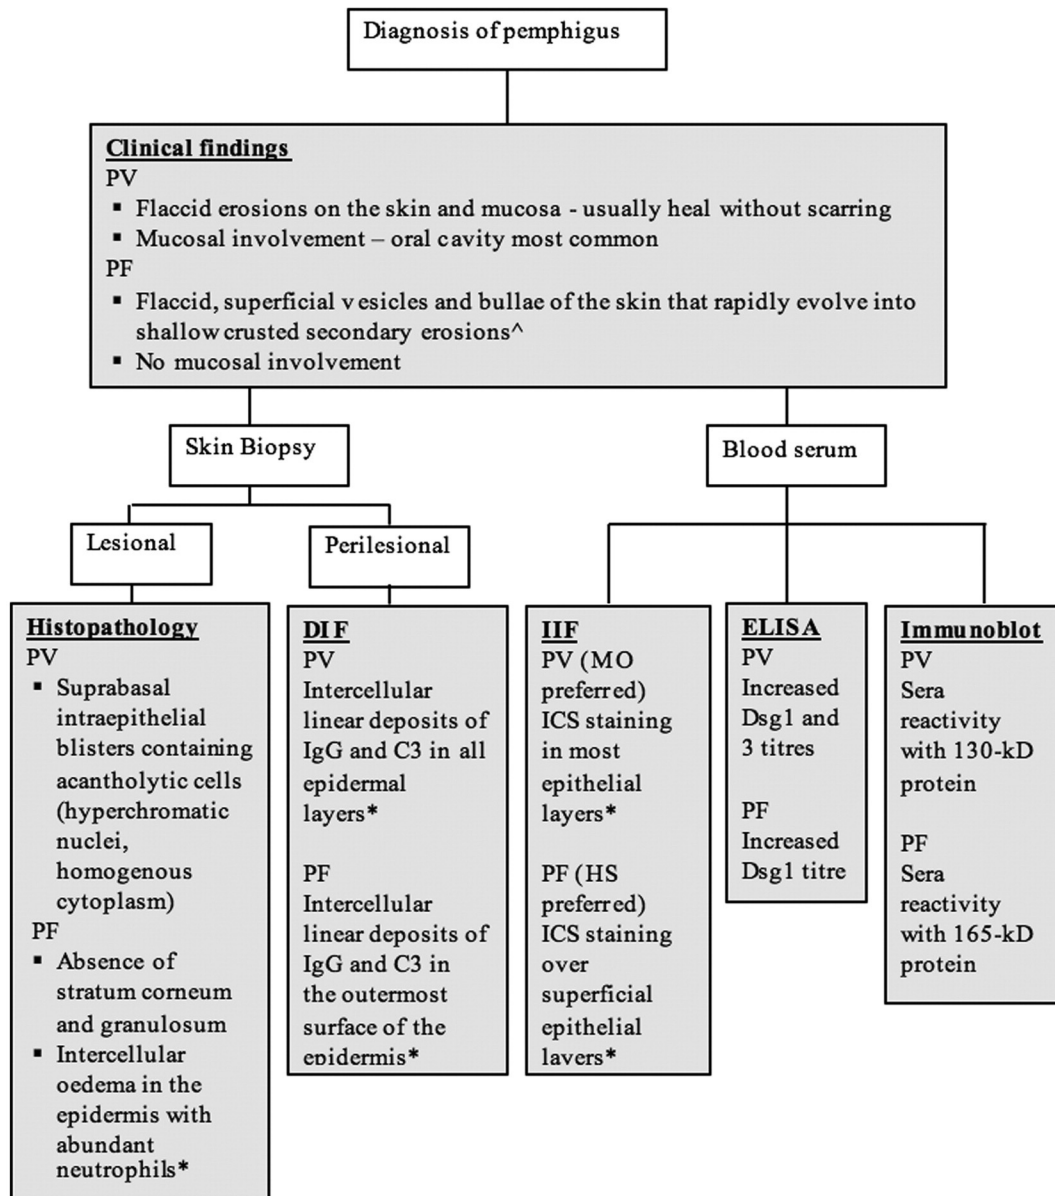 Diagnosis of pemphigus
Clinical findings
PV
▪ Flaccid erosions on the skin and mucosa - usually heal without scarring
▪ Mucosal involvement – oral cavity most common
PF
▪ Flaccid, superficial vesicles and bullae of the skin that rapidly evolve into
shallow crusted secondary erosions^
▪ No mucosal involvement
Skin Biopsy
Blood serum
Lesional
Perilesional
Histopathology
PV
▪ Suprabasal
intraepithelial
blisters containing
acantholytic cells
(hyperchromatic
nuclei,
homogenous
cytoplasm)
PF
▪ Absence of
stratum corneum
and granulosum
▪ Intercellular
oedema in the
epidermis with
abundant
neutrophils*
DIF
PV
Intercellular
linear deposits of
IgG and C3 in all
epidermal
layers*
PF
Intercellular
linear deposits of
IgG and C3 in
the outermost
surface of the
epidermis*
IIF
PV (MO
preferred)
ICS staining
in most
epithelial
layers*
PF (HS
preferred)
ICS staining
over
superficial
epithelial
layers*
ELISA
PV
Increased
Dsg1 and
3 titres
PF
Increased
Dsg1 titre
Immunoblot
PV
Sera
reactivity
with 130-kD
protein
PF
Sera
reactivity
with 165-kD
protein